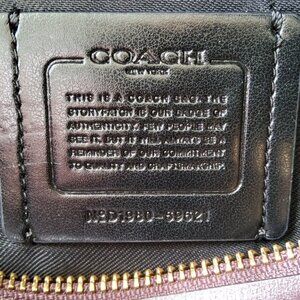 COACH
NEW YORK
THIS IS A COACH BAG. THE
STORYPATCH IS OUR BADGE OF
AUTHENTICITY. FEW PEOPLE MAY
SEE IT, BUT IT WILL ALWAYS BE A
REMINDER OF OUR COMMITMENT
TO QUALITY AND CRAFTSMANSHIP.